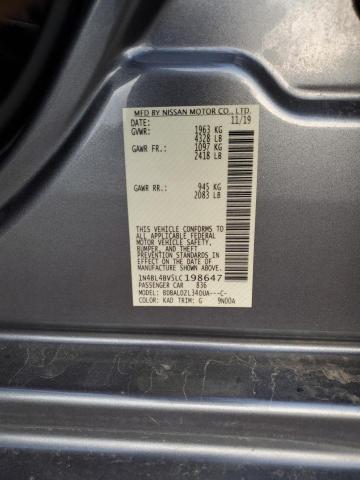 MFD BY NISSAN MOTOR CO., LTD.
DATE: 11/19
GVWR: 1963 KG
4328 LB
GAWR FR.: 1097 KG
2418 LB
GAWR RR.: 945 KG
2083 LB
THIS VEHICLE CONFORMS TO ALL
APPLICABLE FEDERAL MOTOR
VEHICLE SAFETY, BUMPER,
AND THEFT PREVENTION STANDARDS
IN EFFECT ON THE DATE OF
MANUFACTURE SHOWN ABOVE.
1N4BL4BV5LC198647
PASSENGER CAR 836
MODEL: BDBALDZL34OUA---C-
COLOR: KAD TRIM: G 9N00A